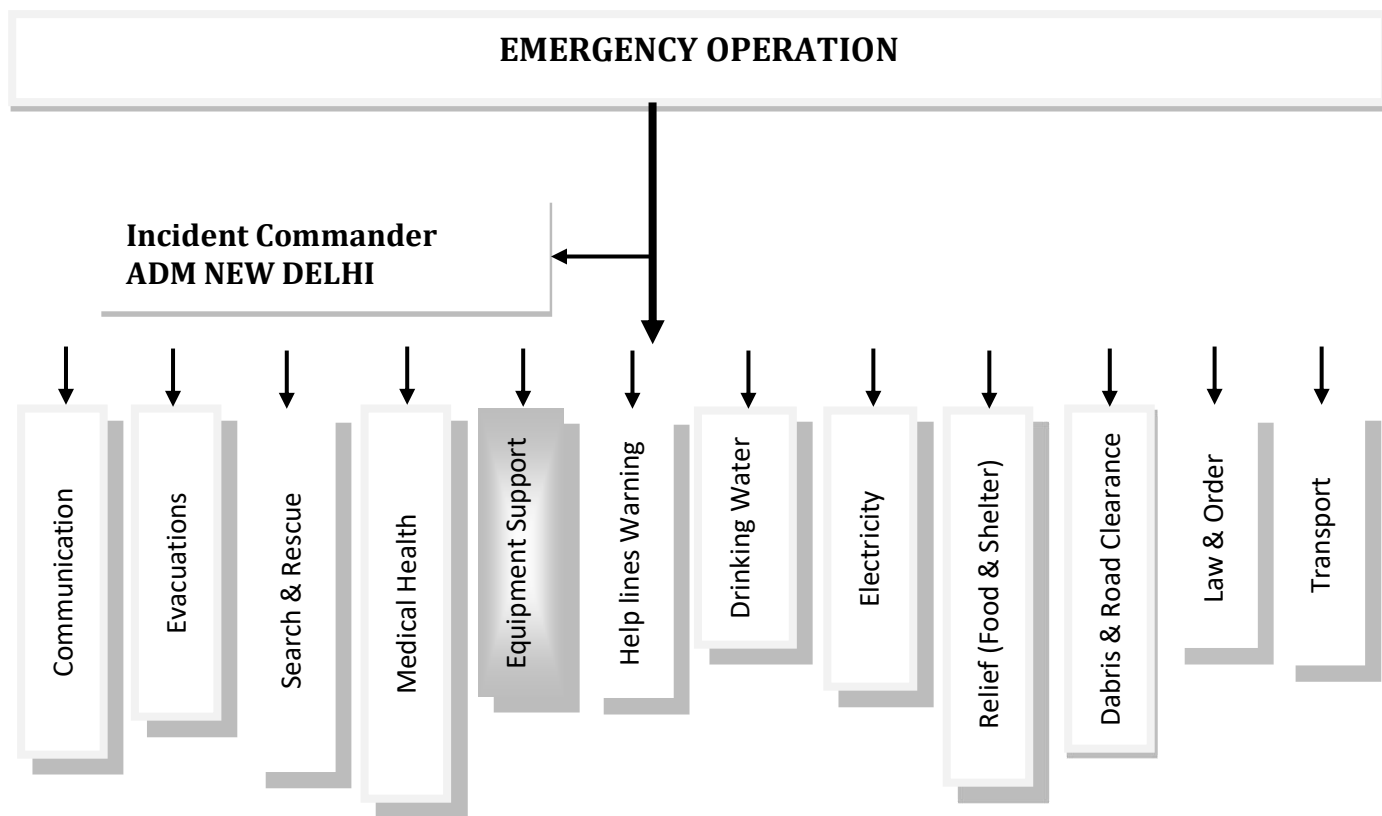 EMERGENCY OPERATION
Incident Commander
ADM NEW DELHI
Communication
Evacuations
Search & Rescue
Medical Health
Equipment Support
Help lines Warning
Drinking Water
Electricity
Relief (Food & Shelter)
Dabris & Road Clearance
Law & Order
Transport